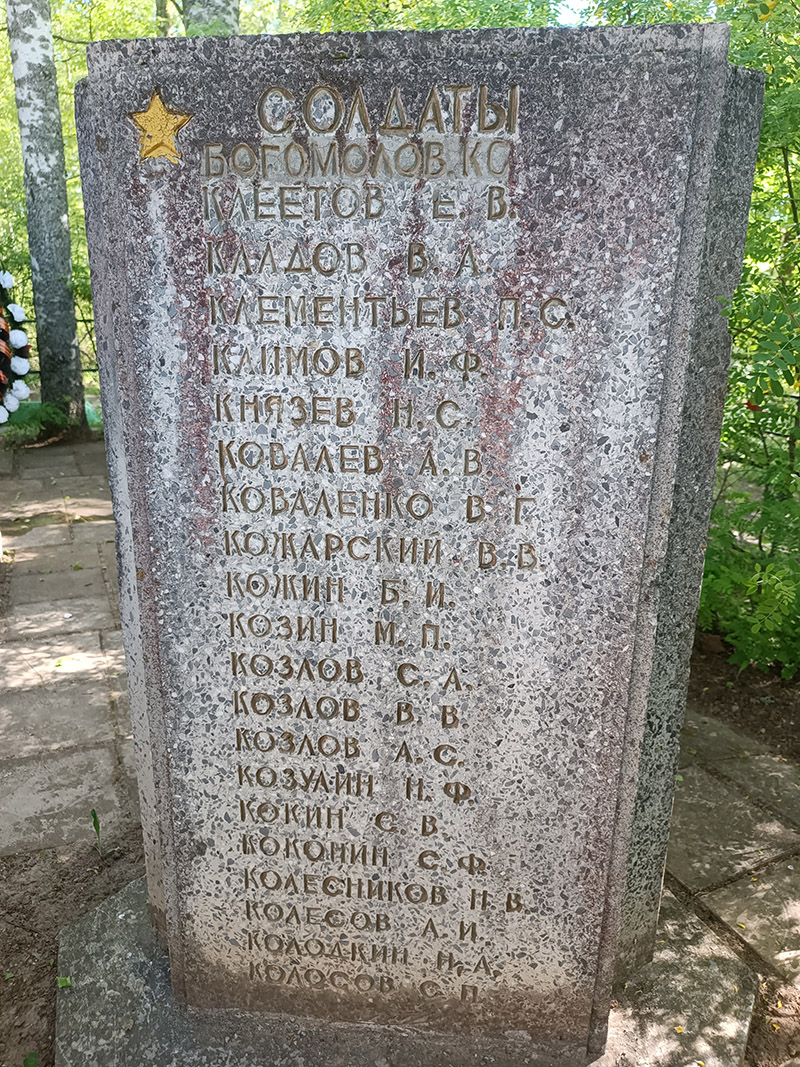 СОЛДАТЫ
БОГОМОЛОВ.КС
КЛЕЕТОВ Е. В.
КЛАДОВ В. А.
КЛЕМЕНТЬЕВ П. С.
КЛИМОВ И. Ф.
КНЯЗЕВ Н. С.
КОВАЛЕВ А. В.
КОВАЛЕНКО В. Г
КОЖАРСКИЙ В. В.
КОЖИН Б. И.
КОЗИН М. П.
КОЗЛОВ С. А.
КОЗЛОВ В. В.
КОЗЛОВ А. С.
КОЗУЛИН Н. Ф.
КОКИН С. В.
КОКОНИН С. Ф.
КОЛЕСНИКОВ Н. В.
КОЛЕСОВ А. И.
КОЛОДКИН Н. А
КОЛОСОВ С. П